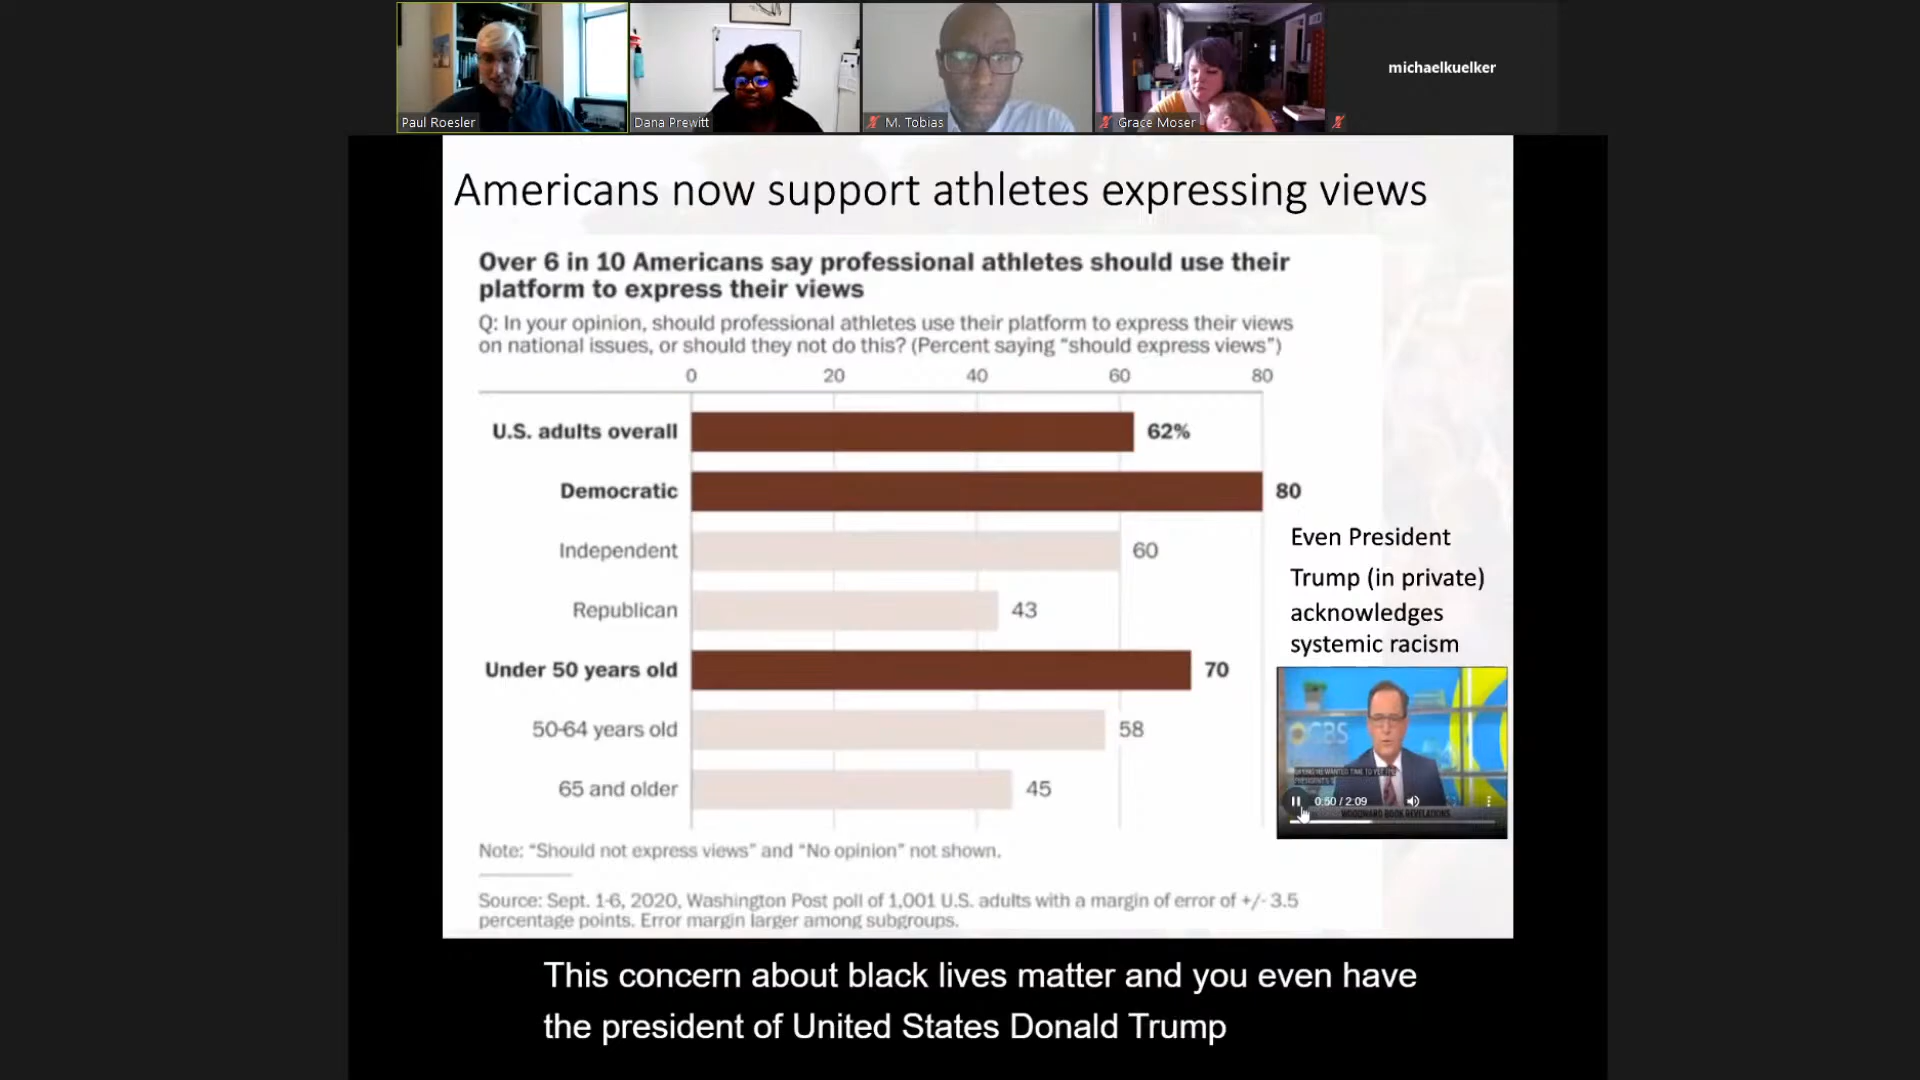 Paul Roesler
Dana Prewitt
M. Tobias
Grace Moser
michaelkuelker
Americans now support athletes expressing views
Over 6 in 10 Americans say professional athletes should use their
platform to express their views
Q: In your opinion, should professional athletes use their platform to express their views
on national issues, or should they not do this? (Percent saying “should express views”)
0 20 40 60 80
U.S. adults overall 62%
Democratic 80
Independent 60
Republican 43
Under 50 years old 70
50-64 years old 58
65 and older 45
Even President
Trump (in private)
acknowledges
systemic racism
CBS
0:50 / 2:09
WOODWARD BOOK REVELATIONS
Note: “Should not express views” and “No opinion” not shown.
Source: Sept. 1-6, 2020, Washington Post poll of 1,001 U.S. adults with a margin of error of +/- 3.5
percentage points. Error margin larger among subgroups.
This concern about black lives matter and you even have
the president of United States Donald Trump